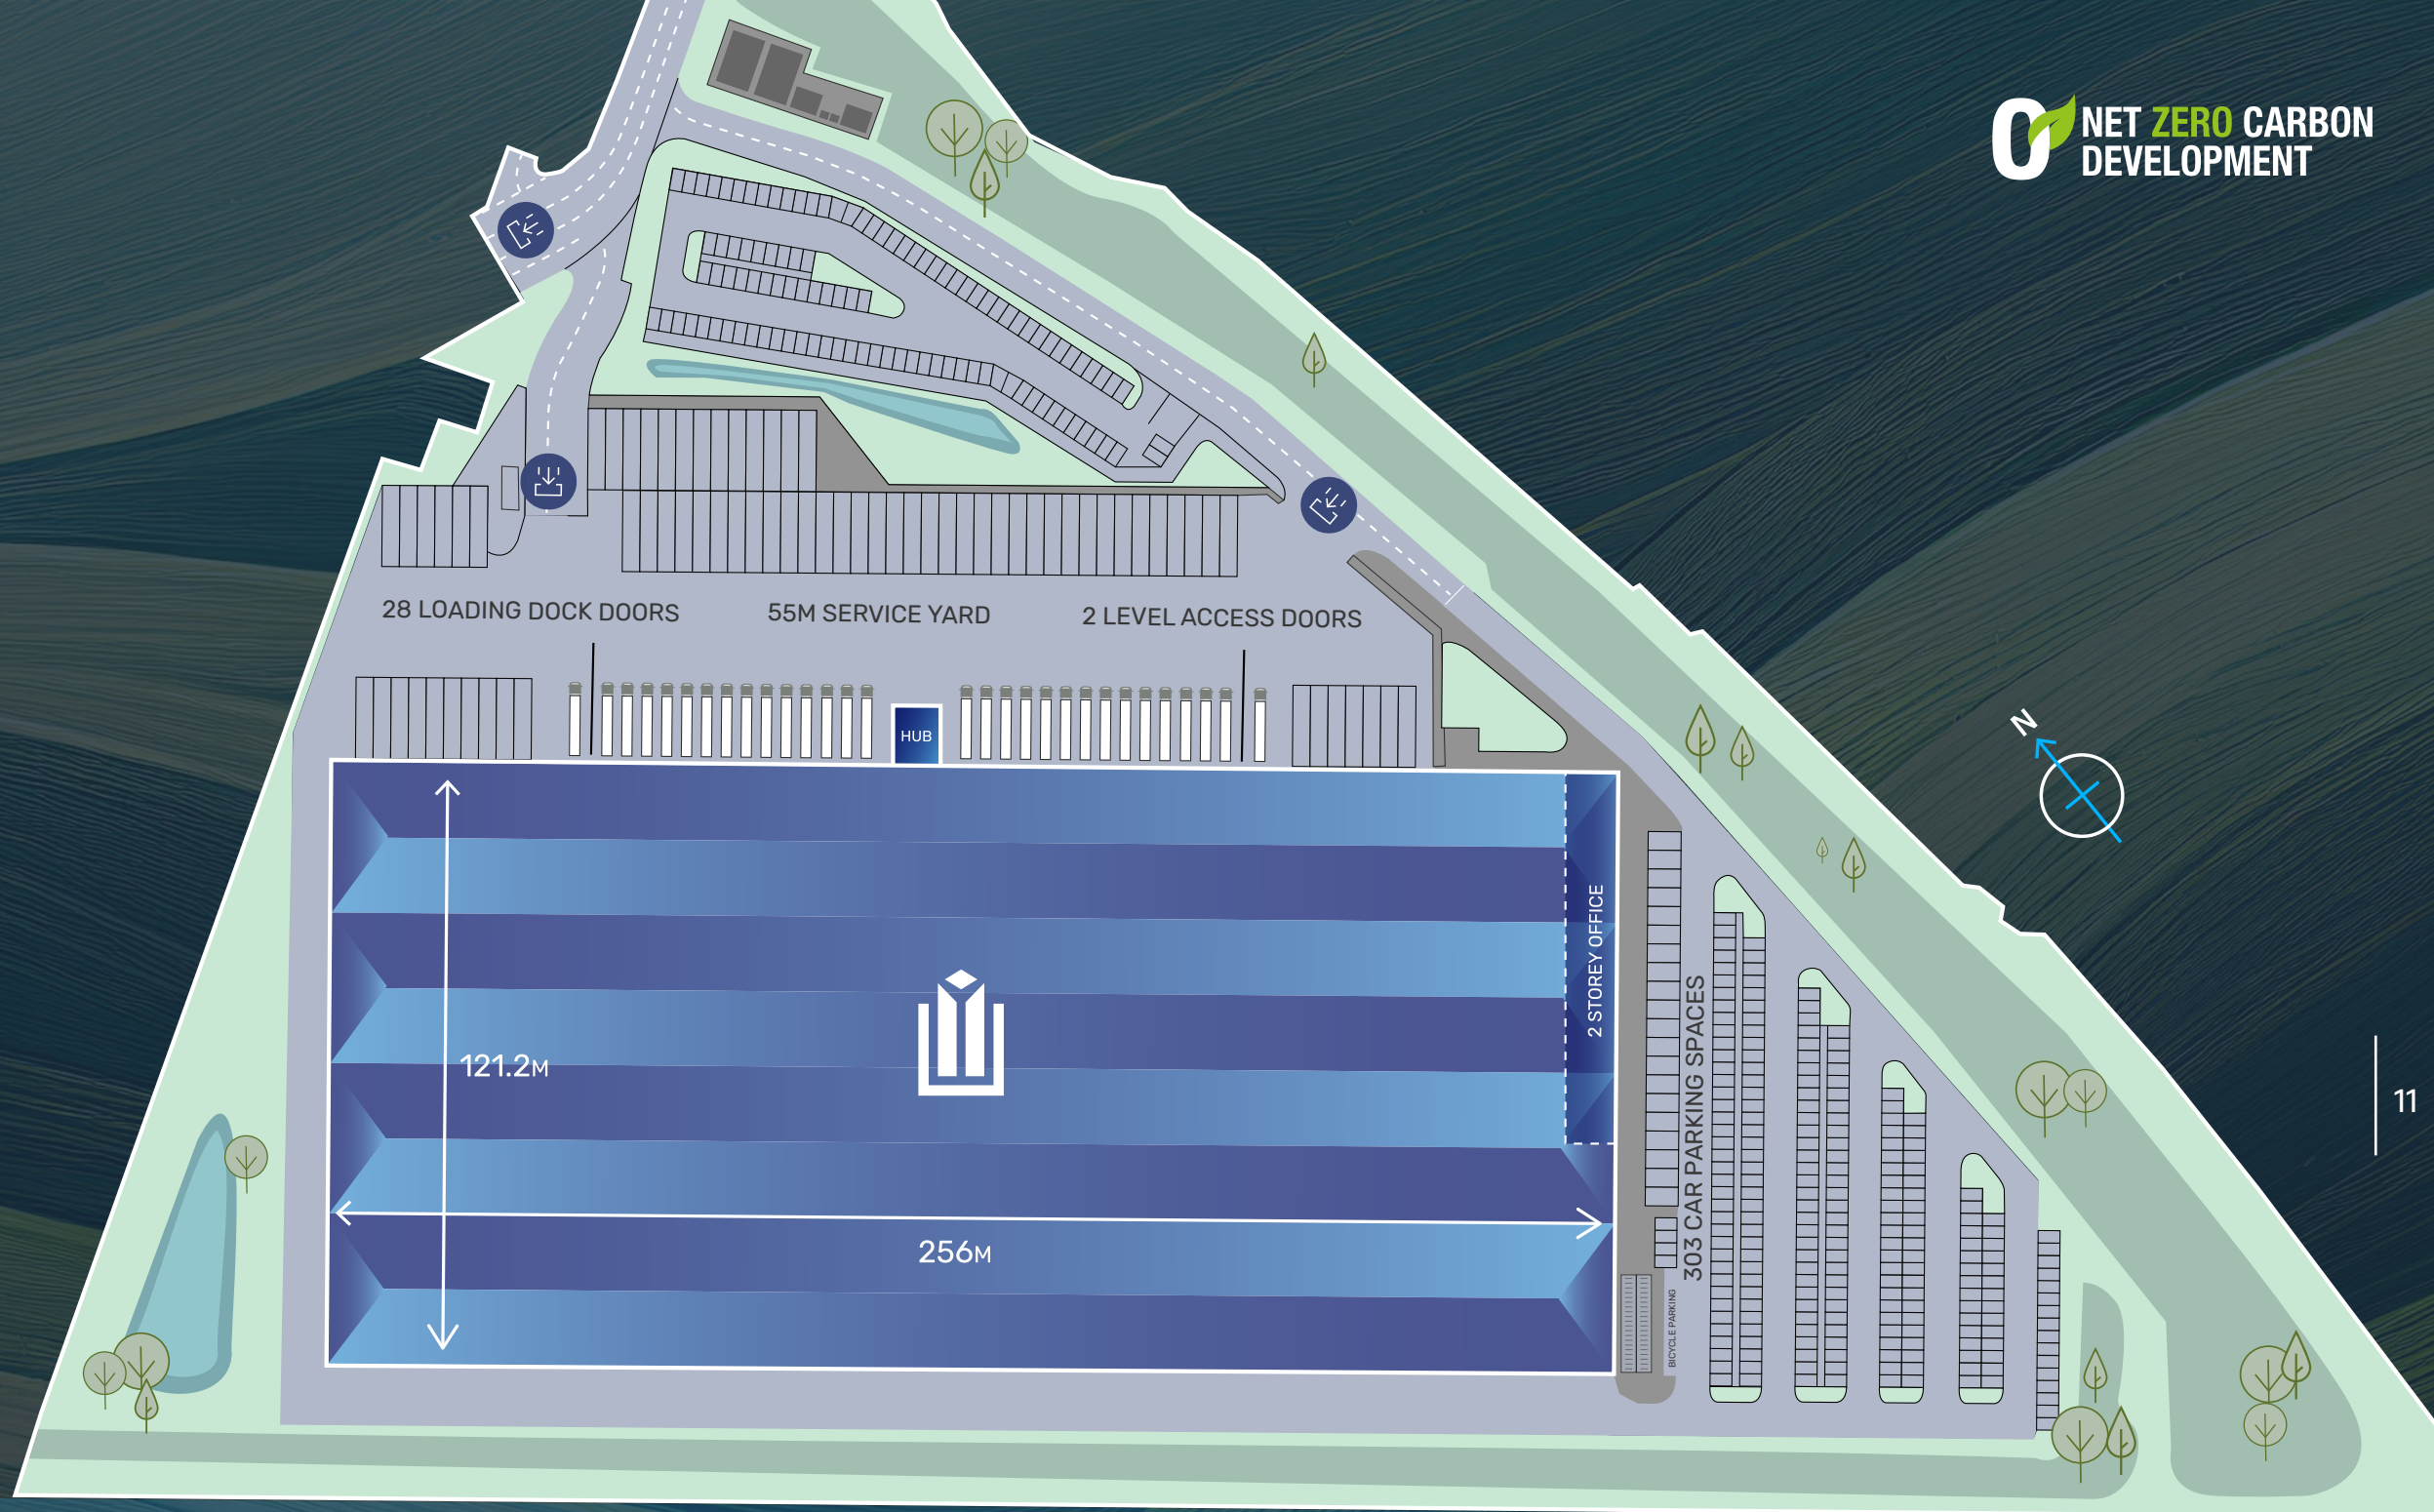 NET ZERO CARBON
DEVELOPMENT
28 LOADING DOCK DOORS
55M SERVICE YARD
2 LEVEL ACCESS DOORS
HUB
N
2 STOREY OFFICE
303 CAR PARKING SPACES
121.2M
256M
BICYCLE PARKING
11